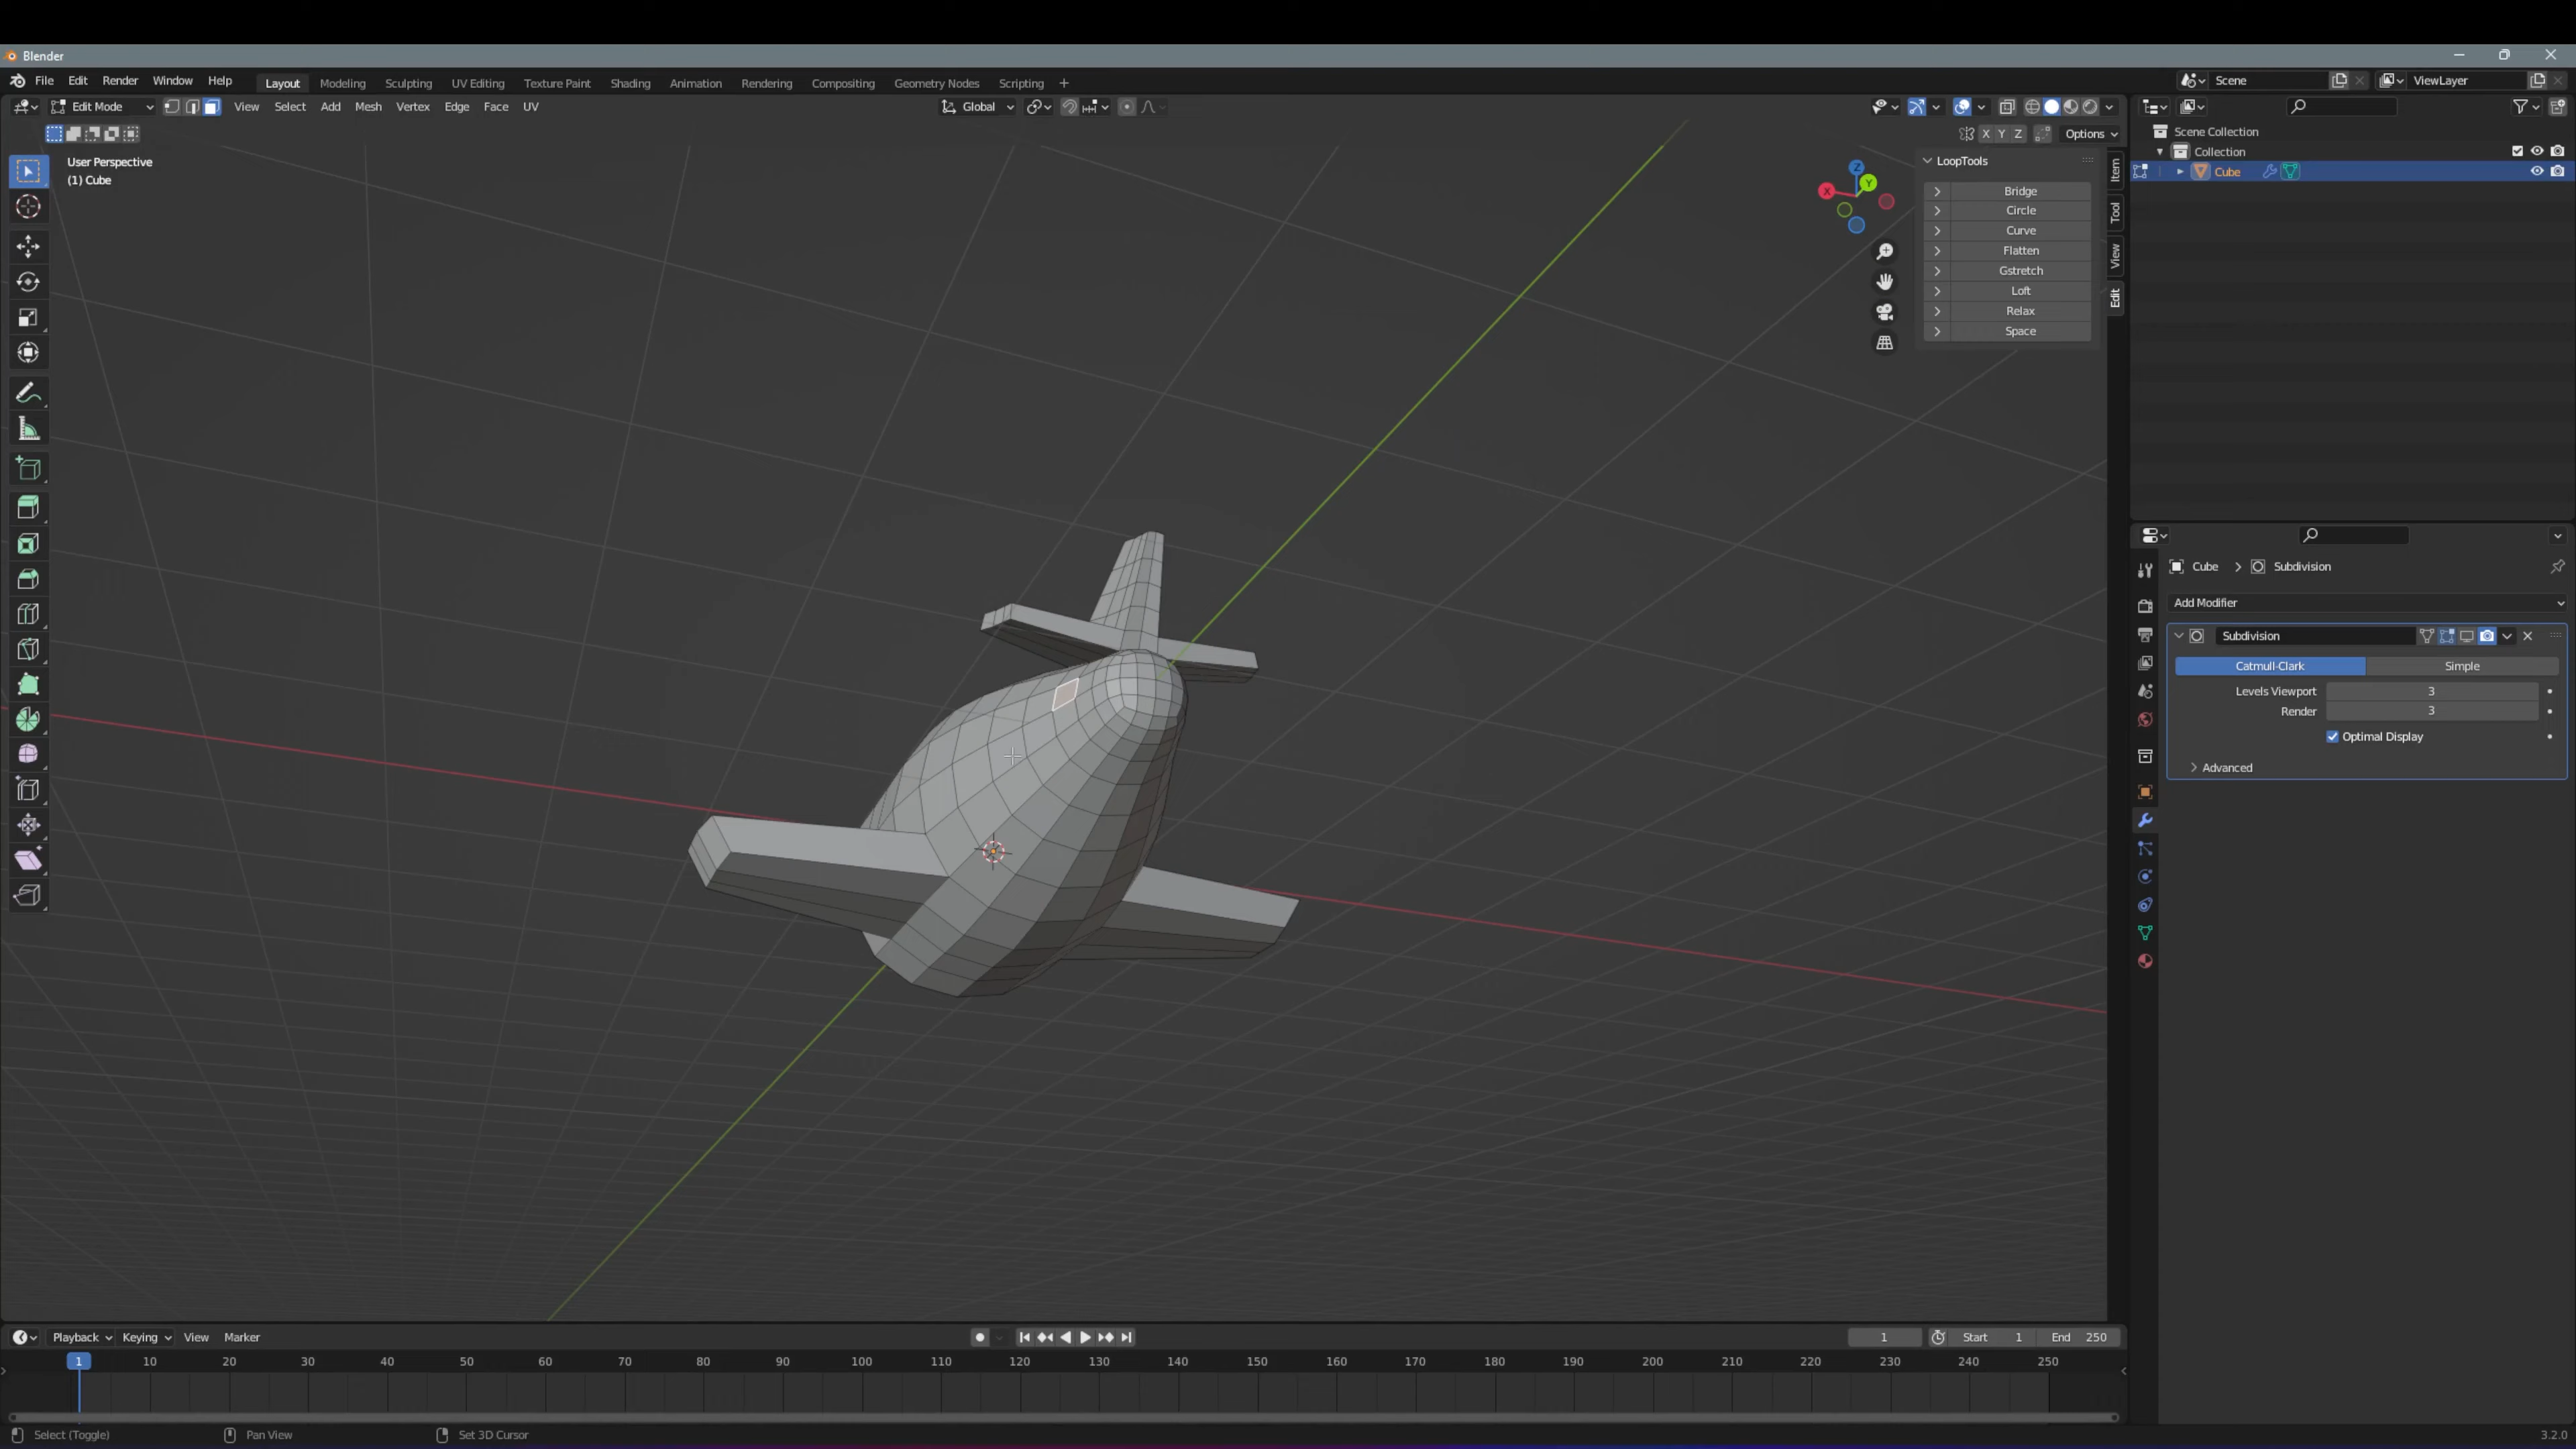 Blender
File Edit Render Window Help Layout Modeling Sculpting UV Editing Texture Paint Shading Animation Rendering Compositing Geometry Nodes Scripting + Scene ViewLayer
Edit Mode View Select Add Mesh Vertex Edge Face UV Global
X Y Z Options
User Perspective
(1) Cube
Z
Y
X
LoopTools
Bridge
Circle
Curve
Flatten
Gstretch
Loft
Relax
Space
Item
Tool
View
Edit
Scene Collection
Collection
Cube
Cube > Subdivision
Add Modifier
Subdivision
Catmull-Clark Simple
Levels Viewport 3
Render 3
Optimal Display
Advanced
Playback Keying View Marker 1 Start 1 End 250
1 10 20 30 40 50 60 70 80 90 100 110 120 130 140 150 160 170 180 190 200 210 220 230 240 250
Select (Toggle) Pan View Set 3D Cursor 3.2.0